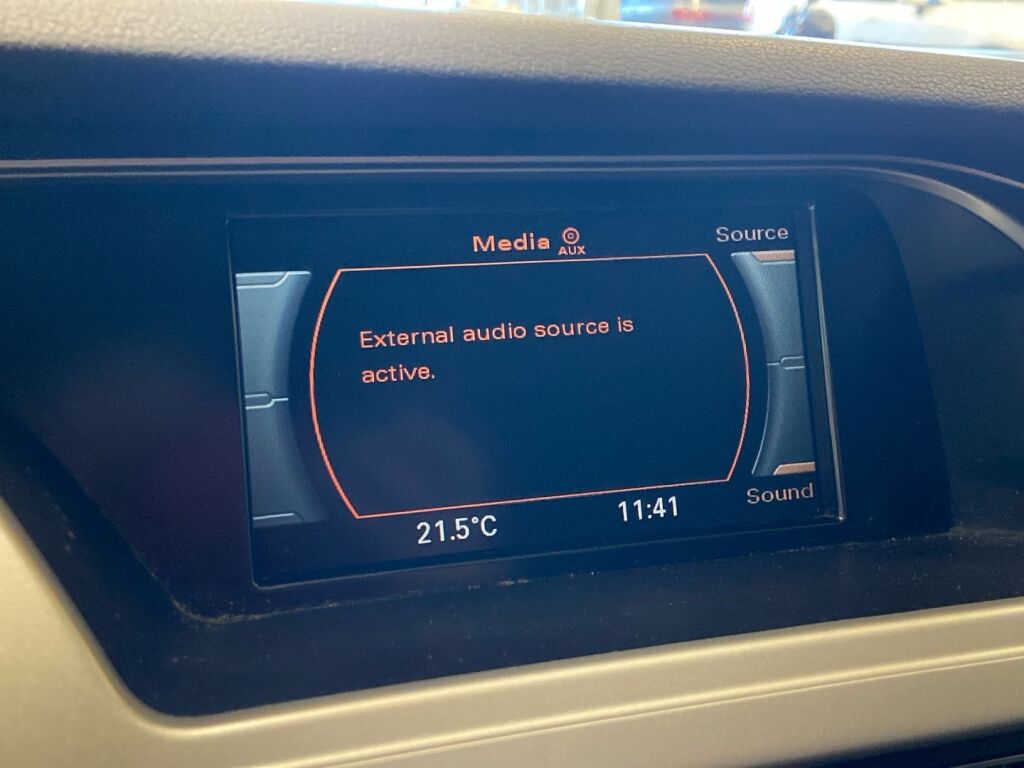 Media AUX
Source
External audio source is
active.
Sound
21.5°C
11:41